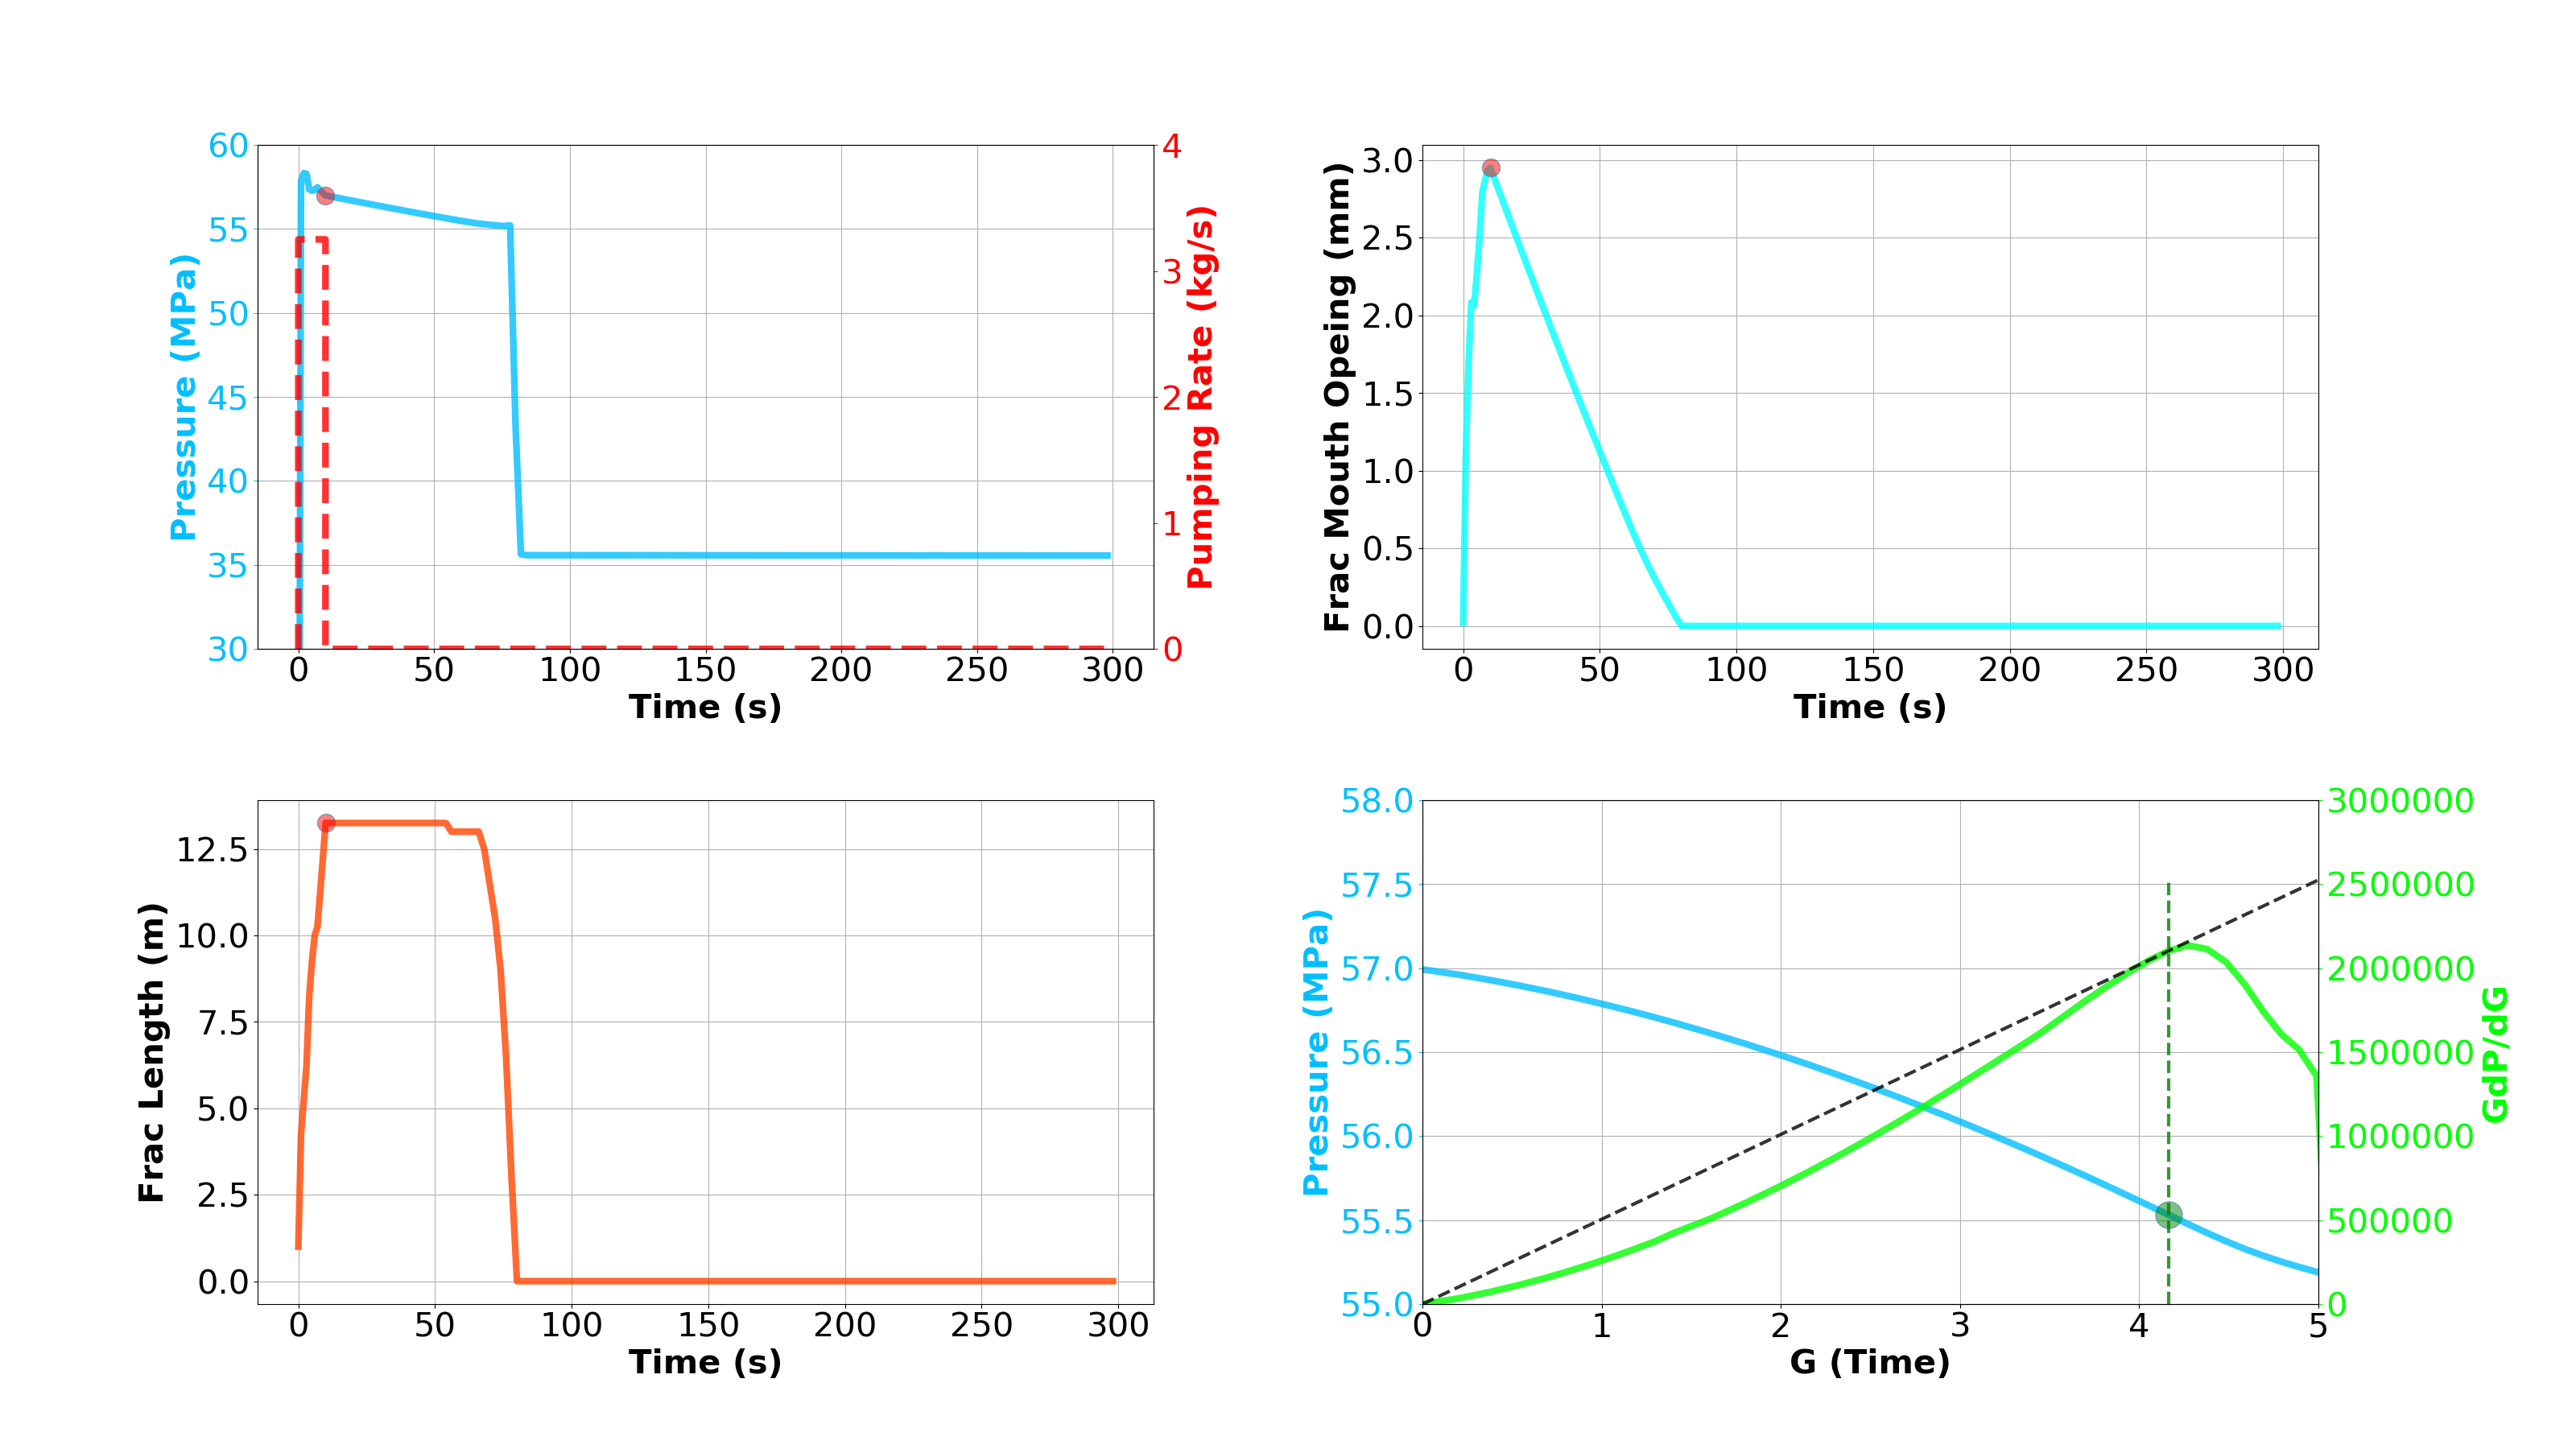 60
55
50
45
40
35
30
Pressure (MPa)
4
3
2
1
0
Pumping Rate (kg/s)
0 50 100 150 200 250 300
Time (s)
3.0
2.5
2.0
1.5
1.0
0.5
0.0
Frac Mouth Opeing (mm)
0 50 100 150 200 250 300
Time (s)
12.5
10.0
7.5
5.0
2.5
0.0
Frac Length (m)
0 50 100 150 200 250 300
Time (s)
58.0
57.5
57.0
56.5
56.0
55.5
55.0
Pressure (MPa)
3000000
2500000
2000000
1500000
1000000
500000
0
GdP/dG
0 1 2 3 4 5
G (Time)